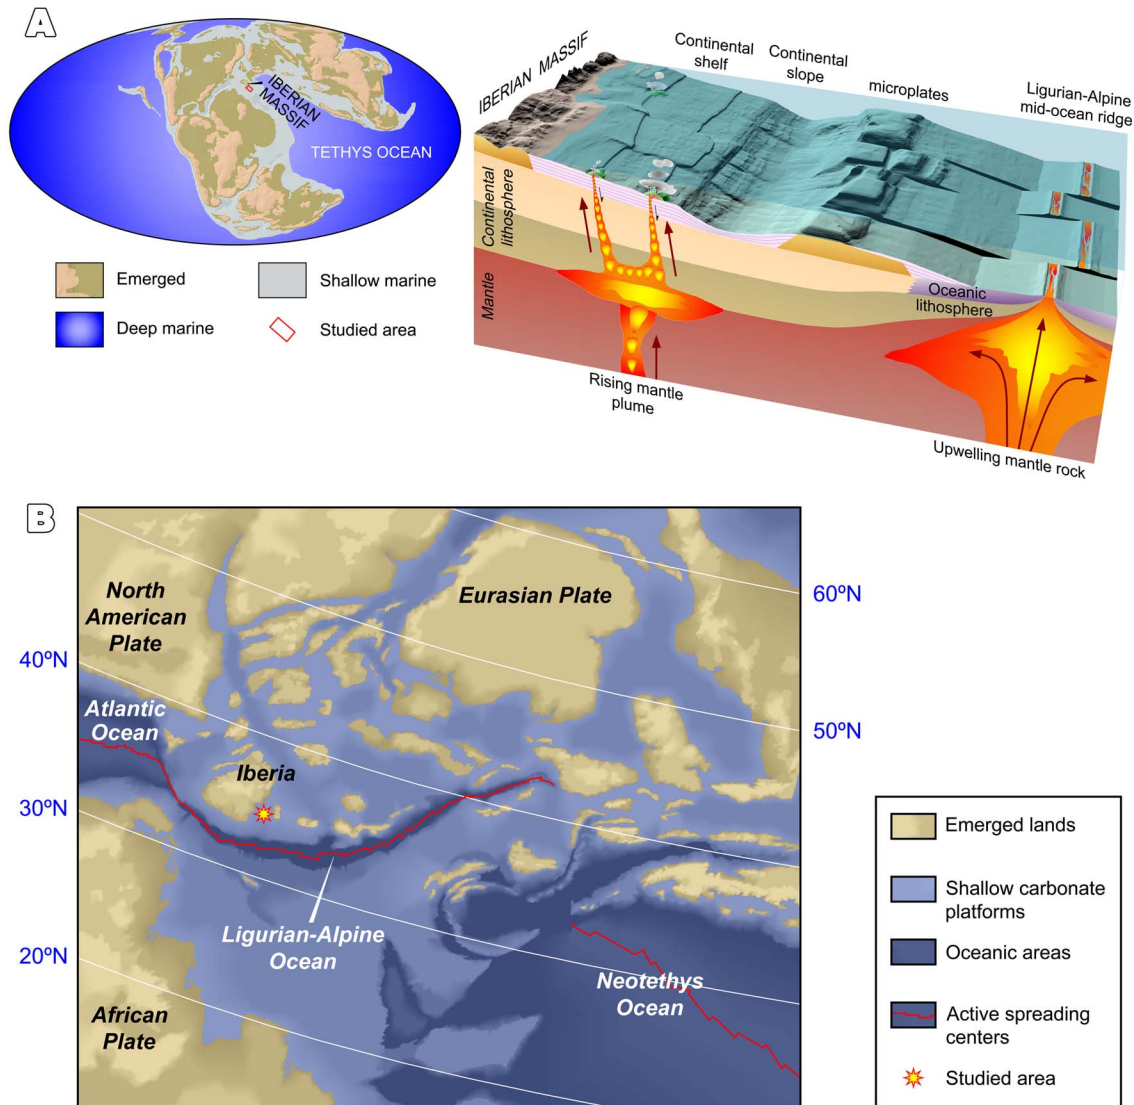 A
IBERIAN
MASSIF
TETHYS OCEAN
Emerged
Shallow marine
Deep marine
Studied area
IBERIAN MASSIF
Continental
shelf
Continental
slope
microplates
Ligurian-Alpine
mid-ocean ridge
Continental
lithosphere
Mantle
Oceanic
lithosphere
Rising mantle
plume
Upwelling mantle rock
B
North
American
Plate
Eurasian Plate
60ºN
40ºN
Atlantic
Ocean
50ºN
Iberia
30ºN
Ligurian-Alpine
Ocean
20ºN
Neotethys
Ocean
African
Plate
Emerged lands
Shallow carbonate
platforms
Oceanic areas
Active spreading
centers
Studied area